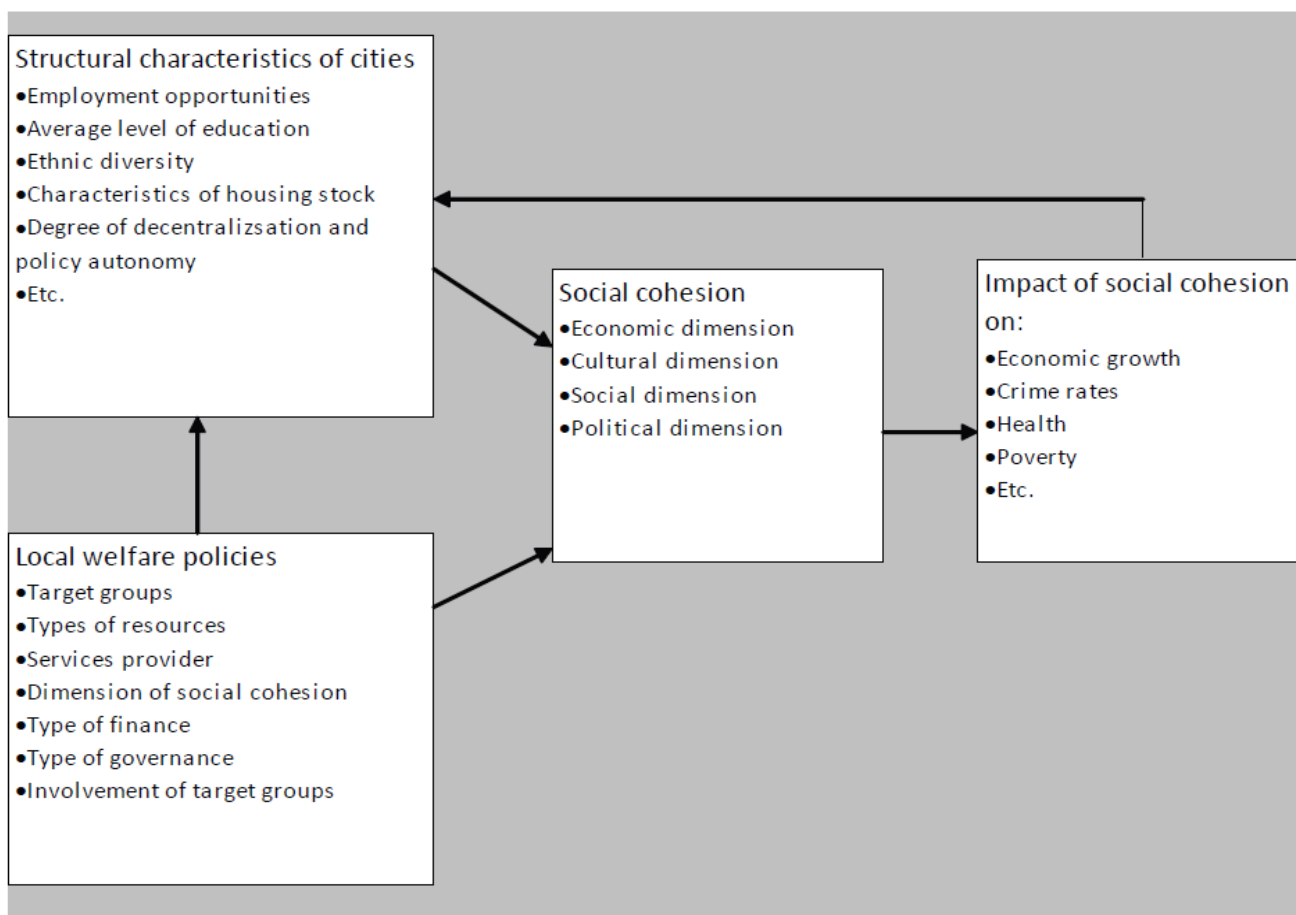 Structural characteristics of cities
•Employment opportunities
•Average level of education
•Ethnic diversity
•Characteristics of housing stock
•Degree of decentralizsation and
policy autonomy
•Etc.
Local welfare policies
•Target groups
•Types of resources
•Services provider
•Dimension of social cohesion
•Type of finance
•Type of governance
•Involvement of target groups
Social cohesion
•Economic dimension
•Cultural dimension
•Social dimension
•Political dimension
Impact of social cohesion
on:
•Economic growth
•Crime rates
•Health
•Poverty
•Etc.